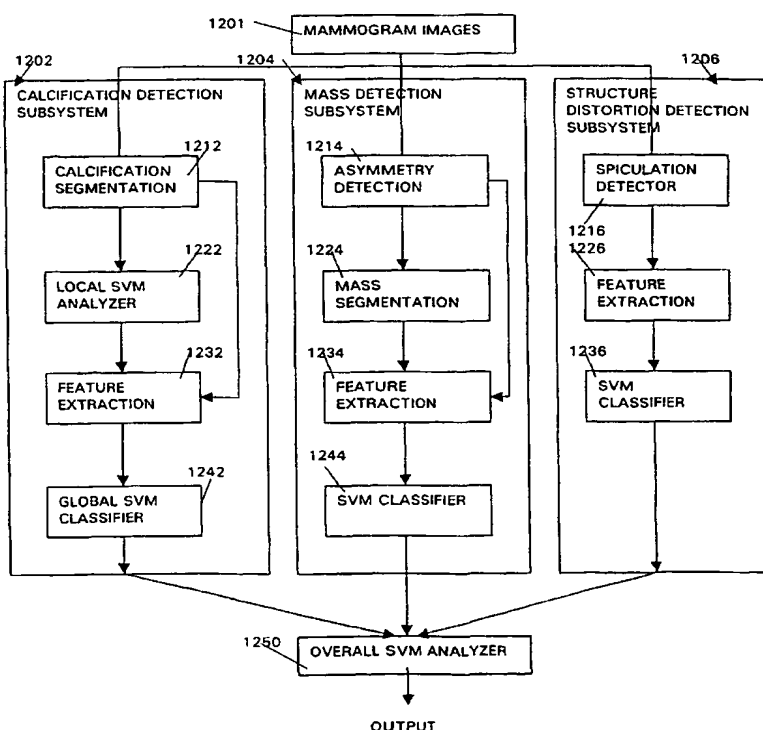 1201
MAMMOGRAM IMAGES
1202
CALCIFICATION DETECTION
SUBSYSTEM
1204
MASS DETECTION
SUBSYSTEM
1206
STRUCTURE
DISTORTION DETECTION
SUBSYSTEM
1212
CALCIFICATION
SEGMENTATION
1222
LOCAL SVM
ANALYZER
1232
FEATURE
EXTRACTION
1242
GLOBAL SVM
CLASSIFIER
1214
ASYMMETRY
DETECTION
1224
MASS
SEGMENTATION
1234
FEATURE
EXTRACTION
1244
SVM CLASSIFIER
SPICULATION
DETECTOR
1216
1226
FEATURE
EXTRACTION
1236
SVM
CLASSIFIER
1250
OVERALL SVM ANALYZER
OUTPUT